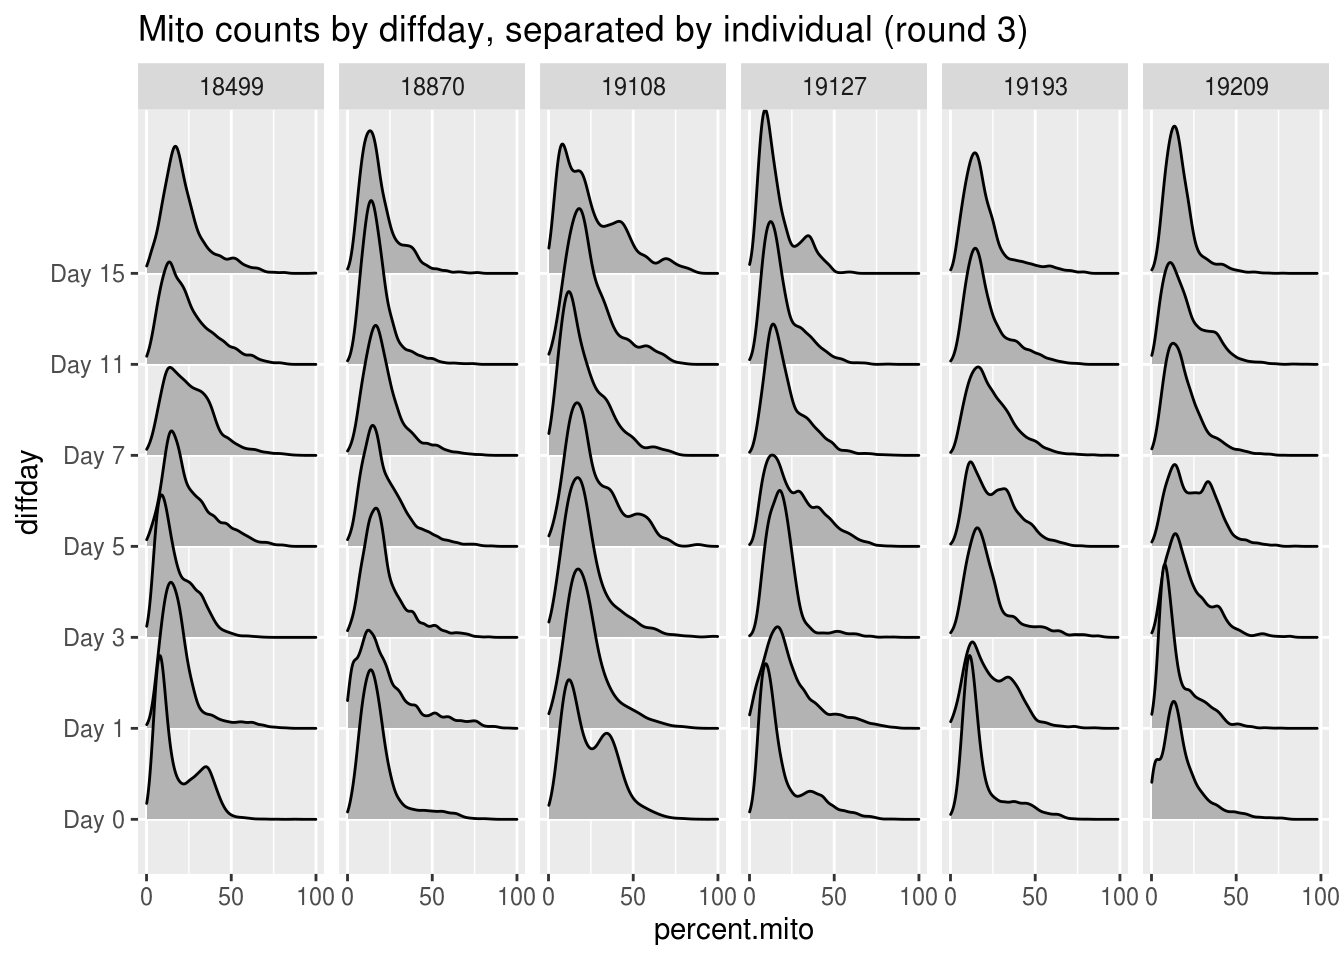 Mito counts by diffday, separated by individual (round 3)
18499 18870 19108 19127 19193 19209
diffday
Day 15
Day 11
Day 7
Day 5
Day 3
Day 1
Day 0
0 50 100 0 50 100 0 50 100 0 50 100 0 50 100 0 50 100
percent.mito